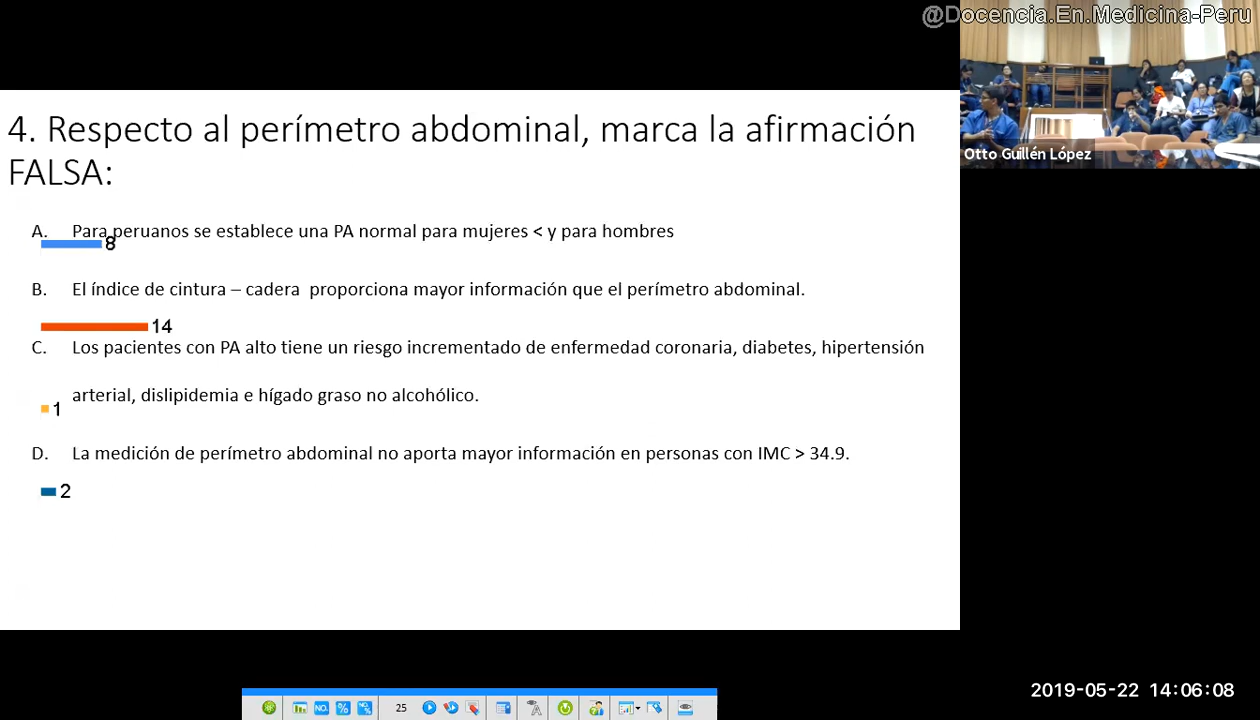 @Docencia.En.Medicina-Peru
Otto Guillén López
4. Respecto al perímetro abdominal, marca la afirmación
FALSA:
A. Para peruanos se establece una PA normal para mujeres < y para hombres
8
B. El índice de cintura – cadera proporciona mayor información que el perímetro abdominal.
14
C. Los pacientes con PA alto tiene un riesgo incrementado de enfermedad coronaria, diabetes, hipertensión
arterial, dislipidemia e hígado graso no alcohólico.
1
D. La medición de perímetro abdominal no aporta mayor información en personas con IMC > 34.9.
2
2019-05-22 14:06:08
NO. % NO. % 25